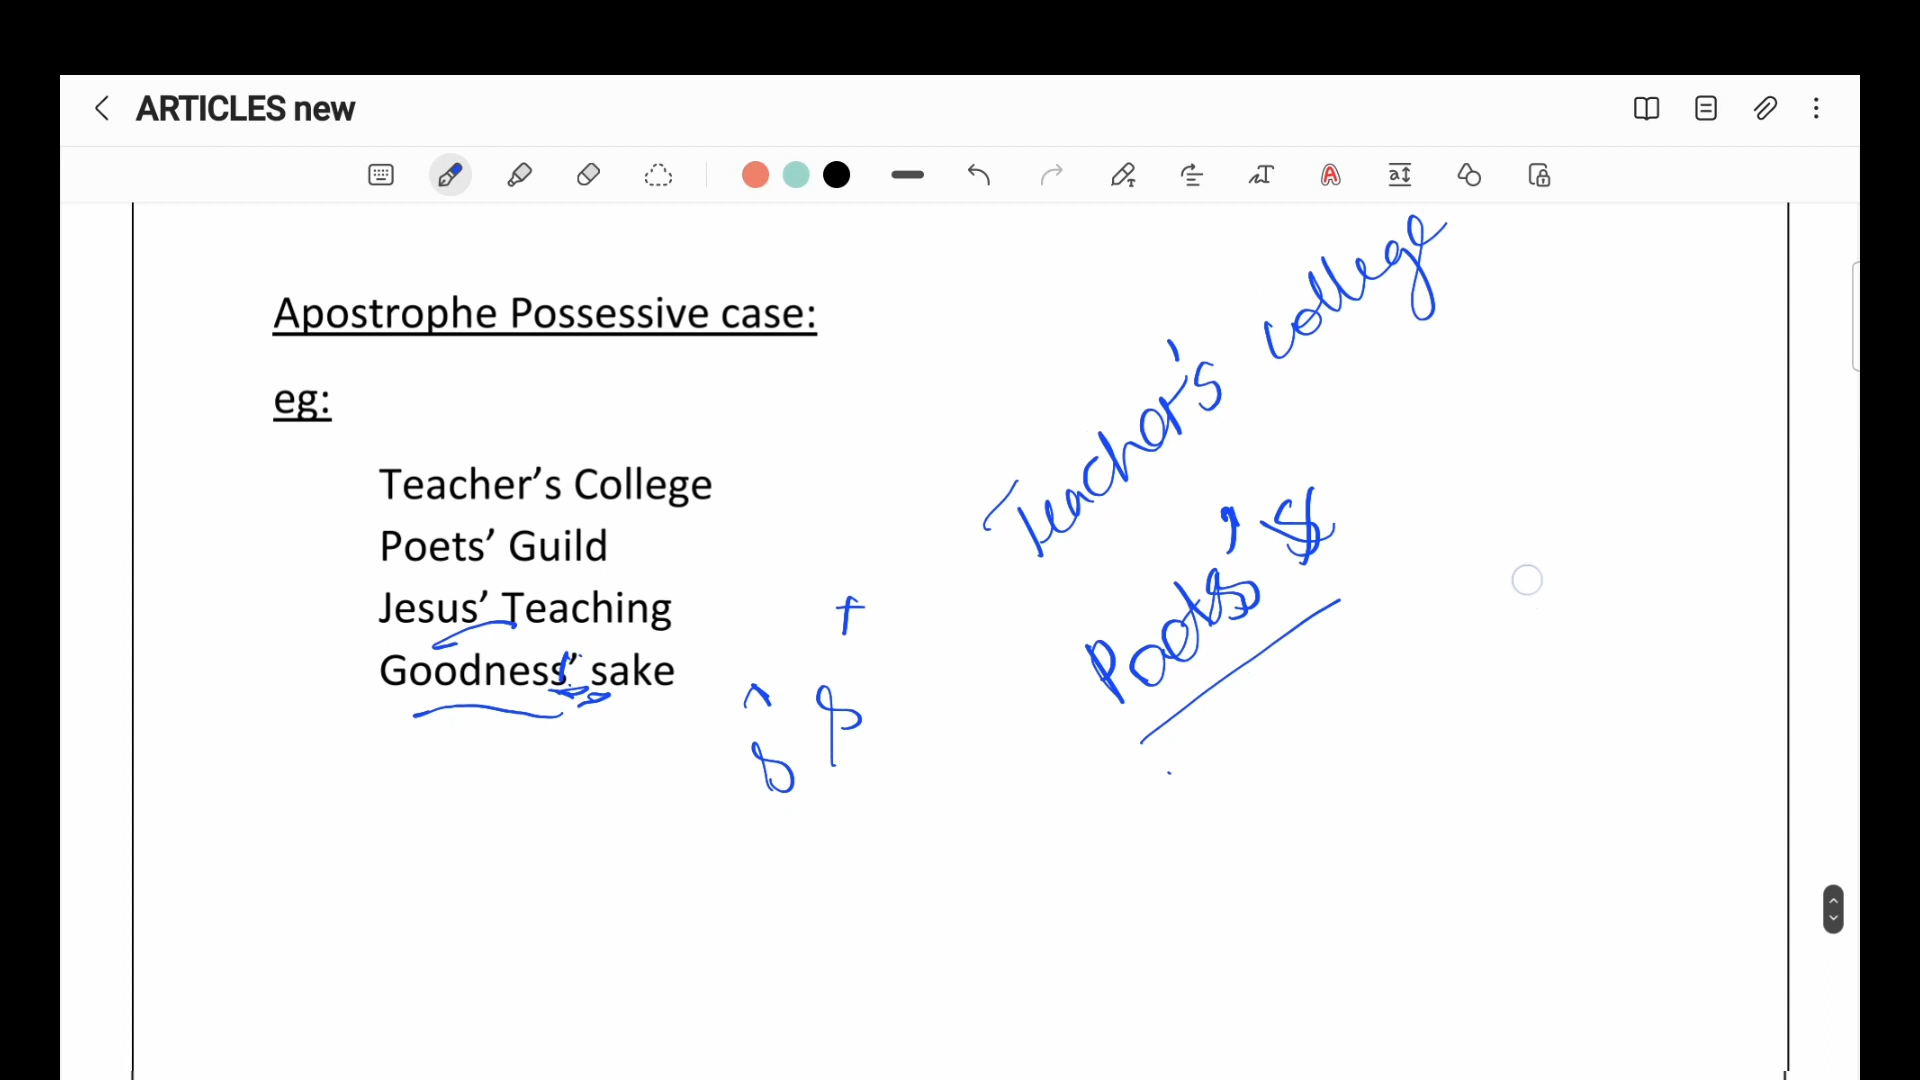 ARTICLES new
Apostrophe Possessive case:
eg:
Teacher’s College
Poets’ Guild
Jesus’ Teaching
Goodness’ sake
Teacher's college
Poets' s